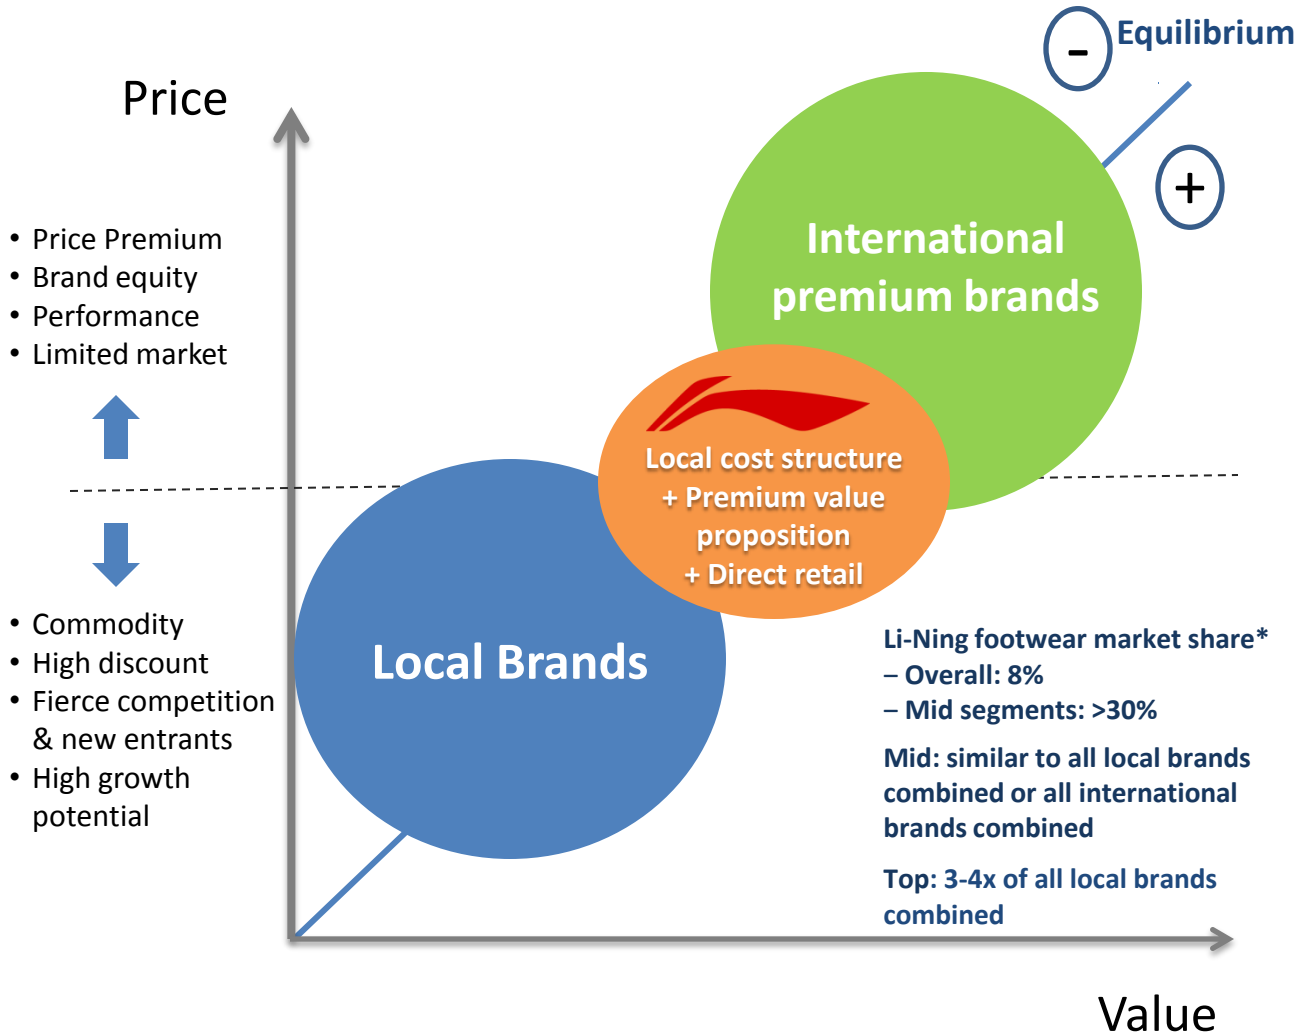 Equilibrium
-
+
Price
• Price Premium
• Brand equity
• Performance
• Limited market
International
premium brands
Local cost structure
+ Premium value
proposition
+ Direct retail
Local Brands
• Commodity
• High discount
• Fierce competition
& new entrants
• High growth
potential
Li-Ning footwear market share*
– Overall: 8%
– Mid segments: >30%
Mid: similar to all local brands
combined or all international
brands combined
Top: 3-4x of all local brands
combined
Value